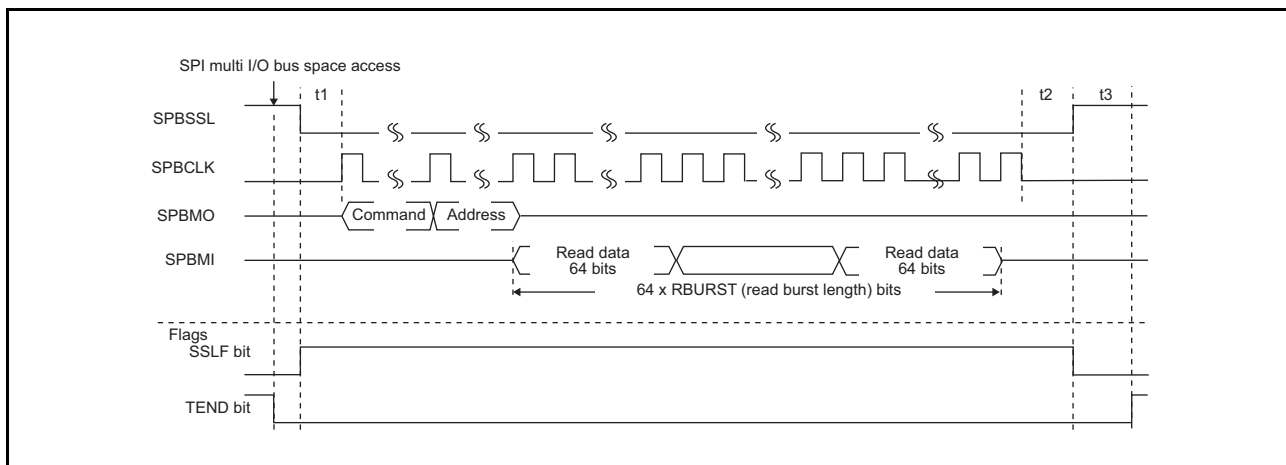 SPI multi I/O bus space access
t1
t2
t3
SPBSSL
SPBCLK
SPBMO
Command
Address
SPBMI
Read data
64 bits
Read data
64 bits
64 x RBURST (read burst length) bits
Flags
SSLF bit
TEND bit